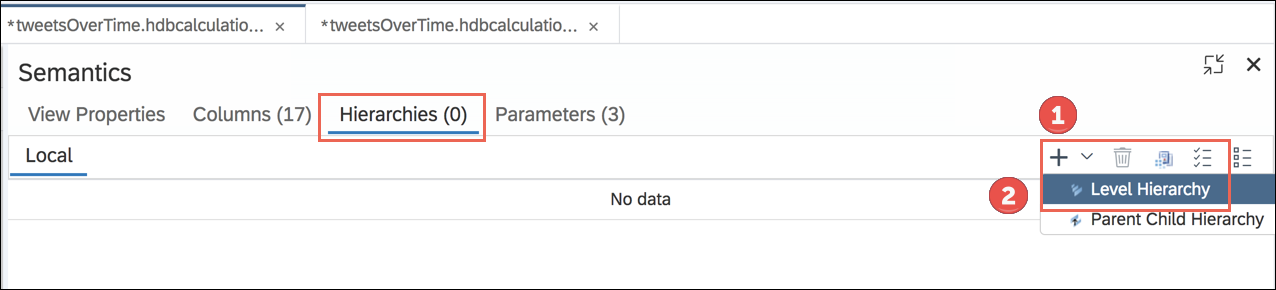 *tweetsOverTime.hdbcalculatio... × *tweetsOverTime.hdbcalculatio... ×
Semantics
View Properties Columns (17) Hierarchies (0) Parameters (3)
1
Local
2 Level Hierarchy
No data
Parent Child Hierarchy